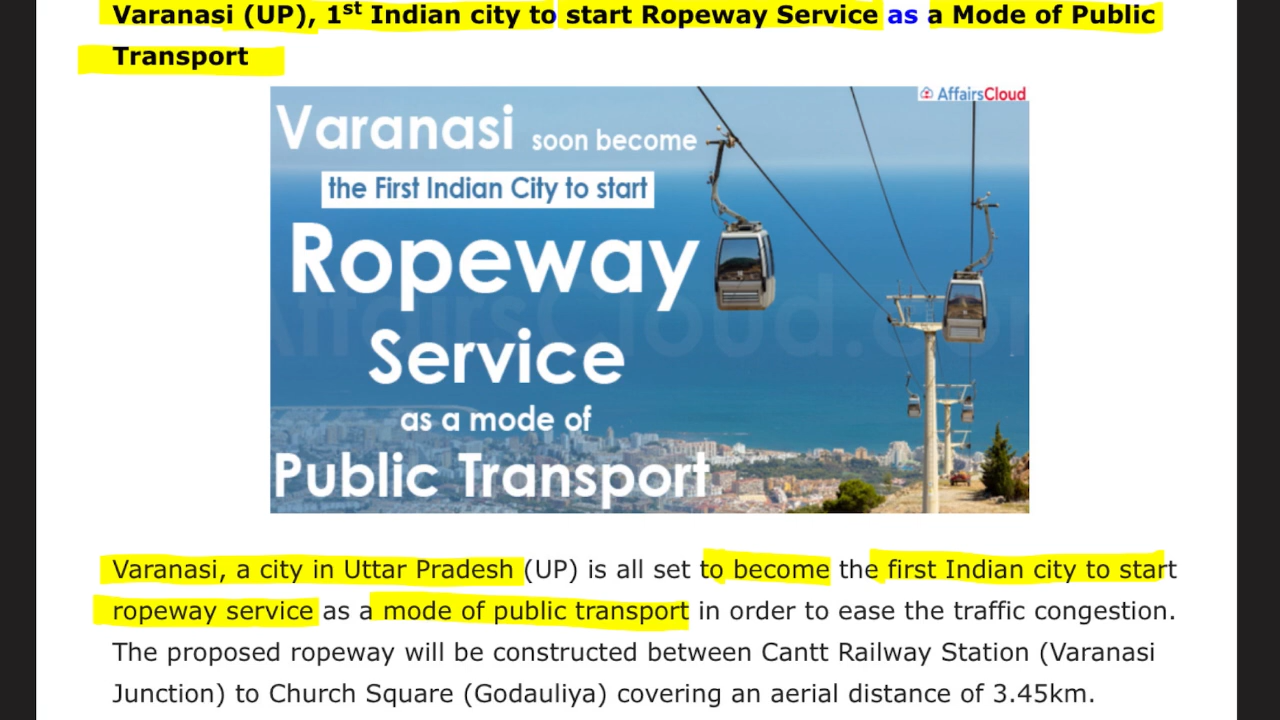 Varanasi (UP), 1st Indian city to start Ropeway Service as a Mode of Public
Transport
AffairsCloud
Varanasi soon become
the First Indian City to start
Ropeway
Service
as a mode of
Public Transport
AffairsCloud.com
Varanasi, a city in Uttar Pradesh (UP) is all set to become the first Indian city to start
ropeway service as a mode of public transport in order to ease the traffic congestion.
The proposed ropeway will be constructed between Cantt Railway Station (Varanasi
Junction) to Church Square (Godauliya) covering an aerial distance of 3.45km.